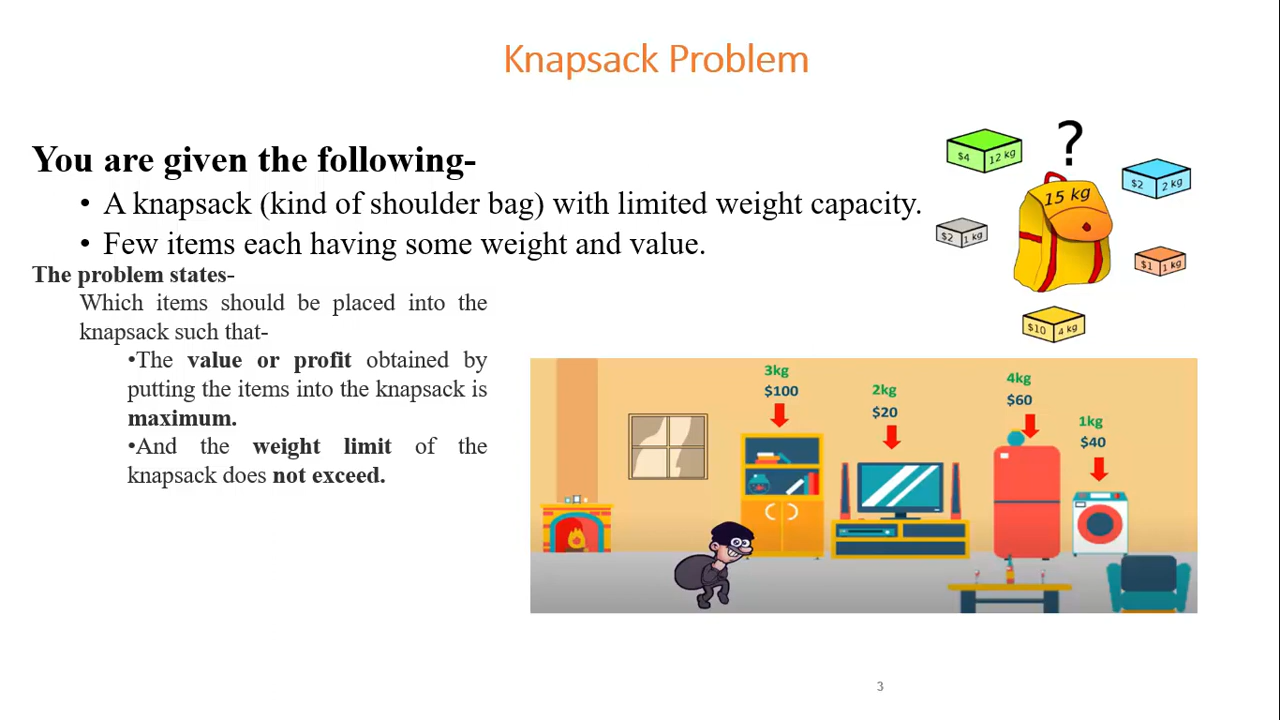 Knapsack Problem
You are given the following-
• A knapsack (kind of shoulder bag) with limited weight capacity.
• Few items each having some weight and value.
The problem states-
Which items should be placed into the
knapsack such that-
•The value or profit obtained by
putting the items into the knapsack is
maximum.
•And the weight limit of the
knapsack does not exceed.
?
$4 12 kg
15 kg
$2 2 kg
$2 1 kg
$1 1 kg
$10 4 kg
3kg
$100
2kg
$20
4kg
$60
1kg
$40
3